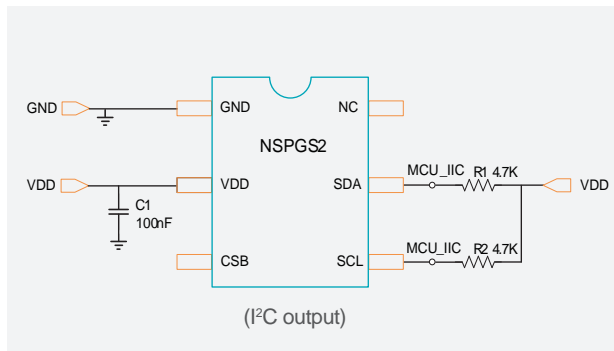 GND
GND
NC
NSPGS2
VDD
VDD
SDA
MCU_IIC
R1 4.7K
VDD
C1
100nF
CSB
SCL
MCU_IIC
R2 4.7K
(I²C output)